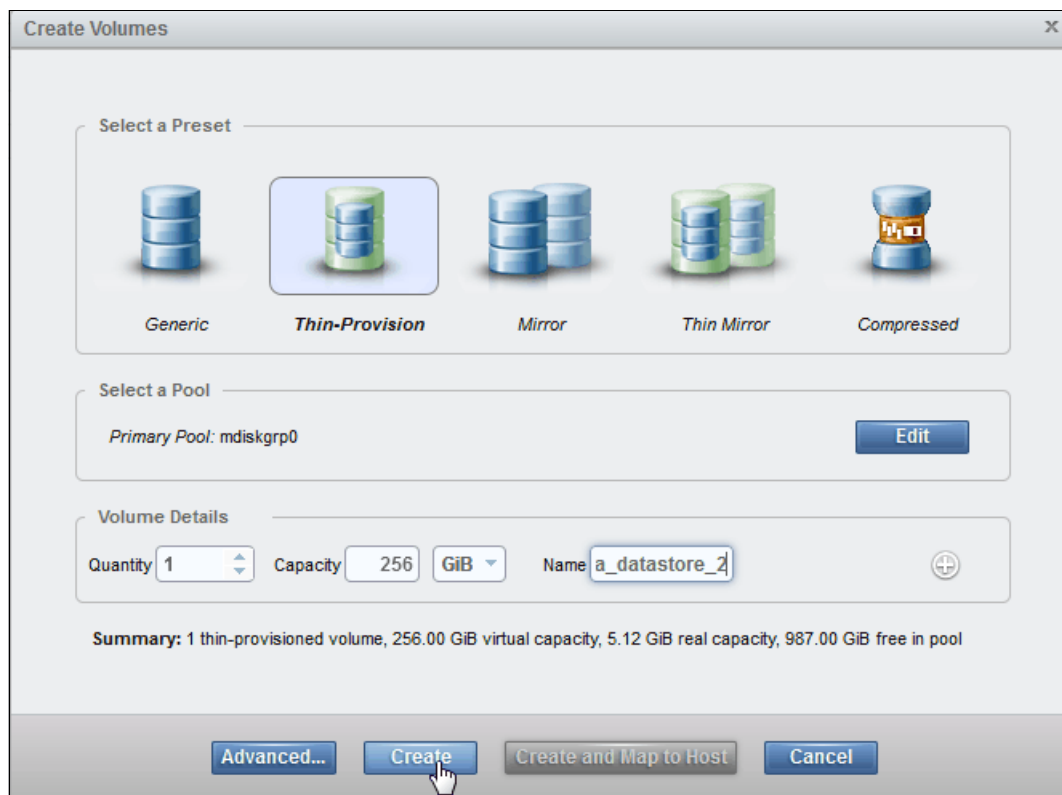 Create Volumes x
Select a Preset
Generic Thin-Provision Mirror Thin Mirror Compressed
Select a Pool
Primary Pool: mdiskgrp0 Edit
Volume Details
Quantity 1 Capacity 256 GiB Name a_datastore_2
Summary: 1 thin-provisioned volume, 256.00 GiB virtual capacity, 5.12 GiB real capacity, 987.00 GiB free in pool
Advanced... Create Create and Map to Host Cancel